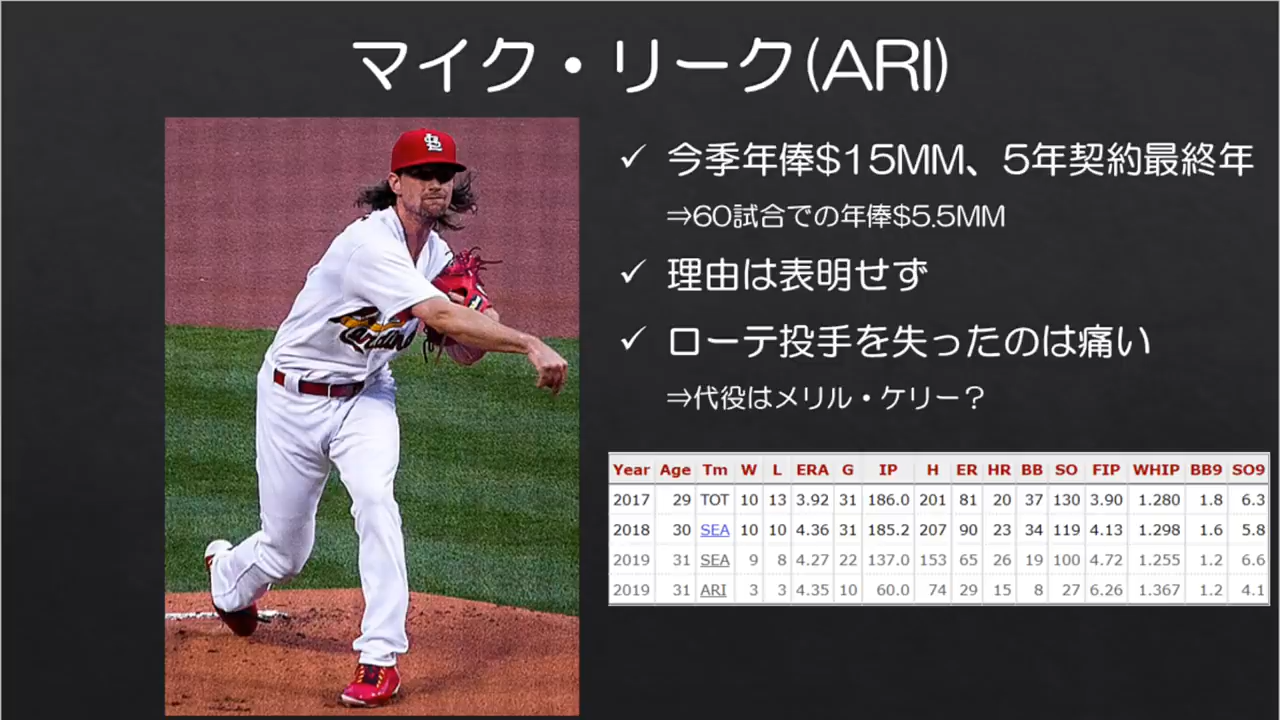 マイク・リーク(ARI)
✓ 今季年俸$15MM、5年契約最終年
⇒60試合での年俸$5.5MM
✓ 理由は表明せず
✓ ローテ投手を失ったのは痛い
⇒代役はメリル・ケリー？
Cardinals
Year Age Tm W L ERA G IP H ER HR BB SO FIP WHIP BB9 SO9
2017 29 TOT 10 13 3.92 31 186.0 201 81 20 37 130 3.90 1.280 1.8 6.3
2018 30 SEA 10 10 4.36 31 185.2 207 90 23 34 119 4.13 1.298 1.6 5.8
2019 31 SEA 9 8 4.27 22 137.0 153 65 26 19 100 4.72 1.255 1.2 6.6
2019 31 ARI 3 3 4.35 10 60.0 74 29 15 8 27 6.26 1.367 1.2 4.1